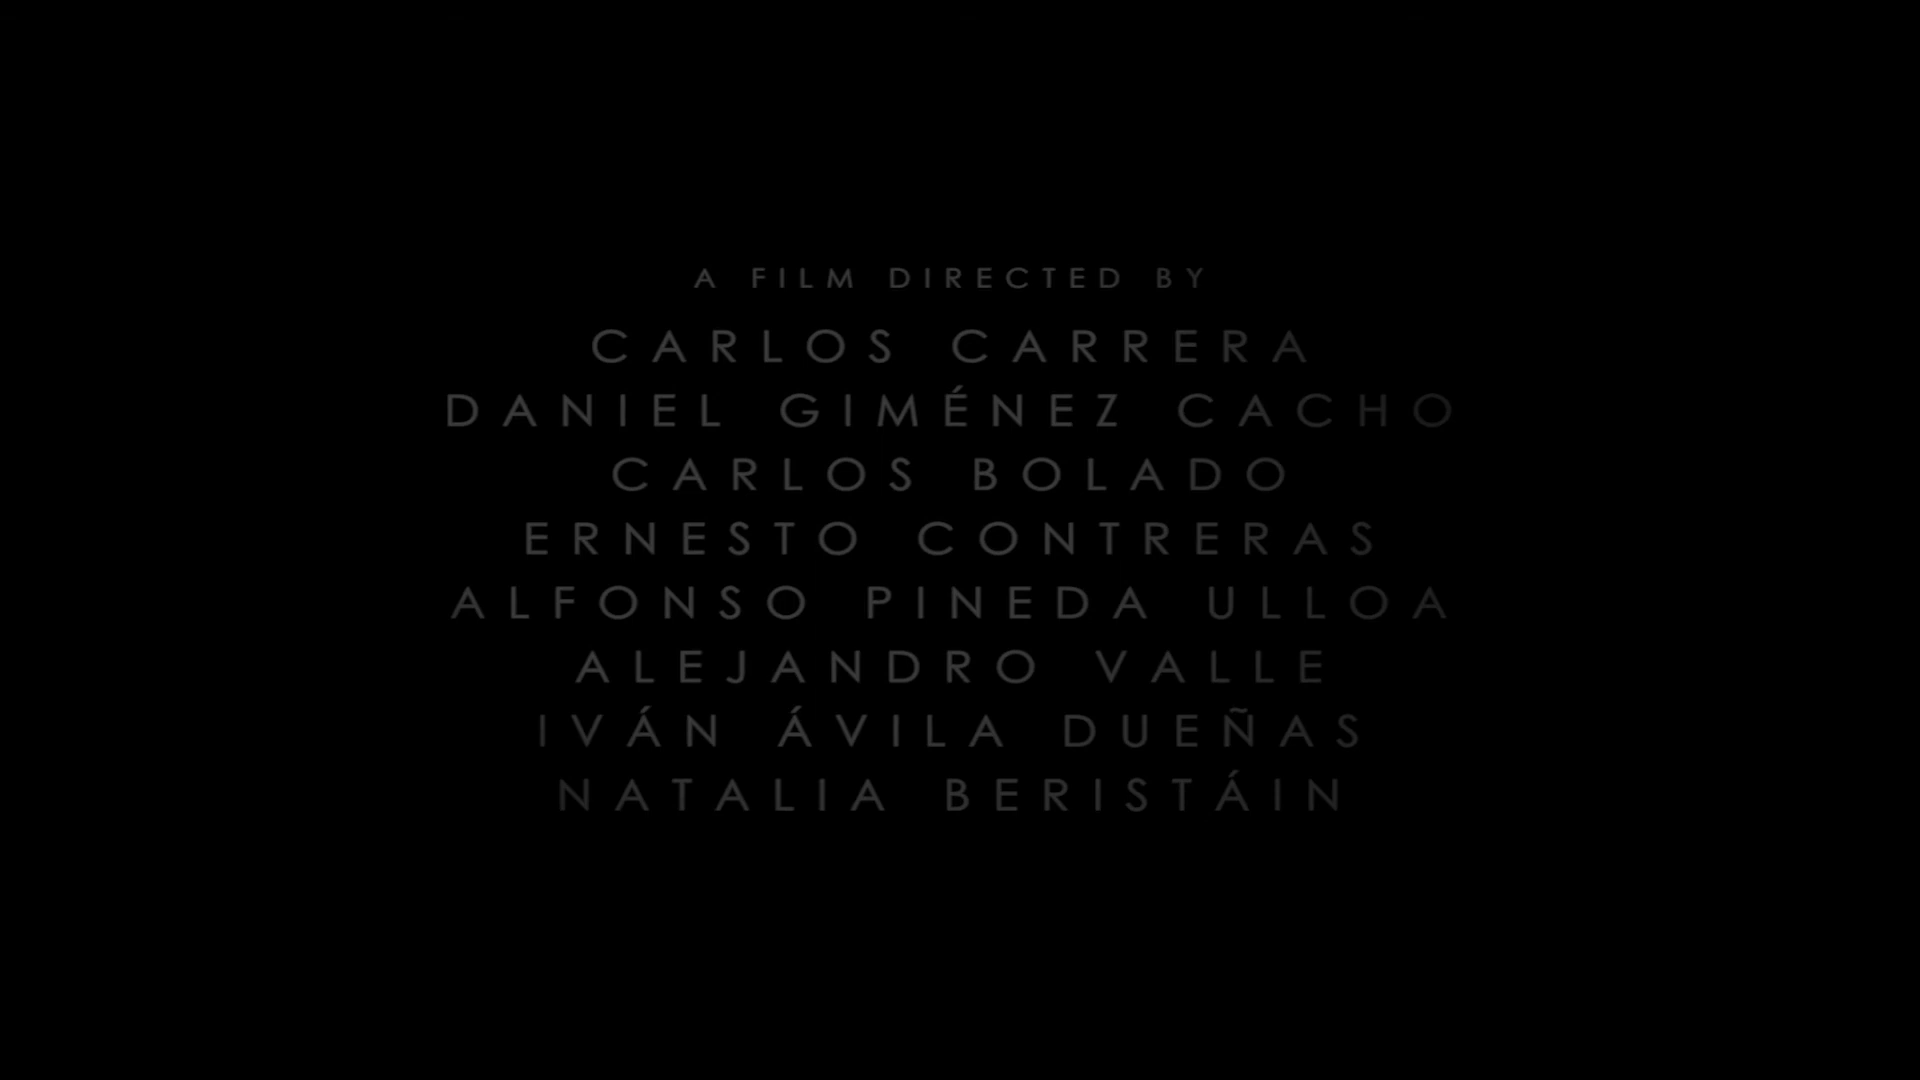 A FILM DIRECTED BY
CARLOS CARRERA
DANIEL GIMÉNEZ CACHO
CARLOS BOLADO
ERNESTO CONTRERAS
ALFONSO PINEDA ULLOA
ALEJANDRO VALLE
IVÁN ÁVILA DUEÑAS
NATALIA BERISTÁIN